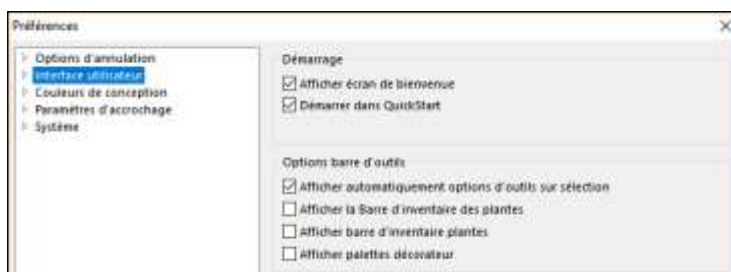 Préférences
Options d'annulation
Interface utilisateur
Couleurs de conception
Paramètres d'accrochage
Système
Démarrage
Afficher écran de bienvenue
Démarrer dans QuickStart
Options barre d'outils
Afficher automatiquement options d'outils sur sélection
Afficher la Barre d'inventaire des plantes
Afficher barre d'inventaire plantes
Afficher palettes décorateur